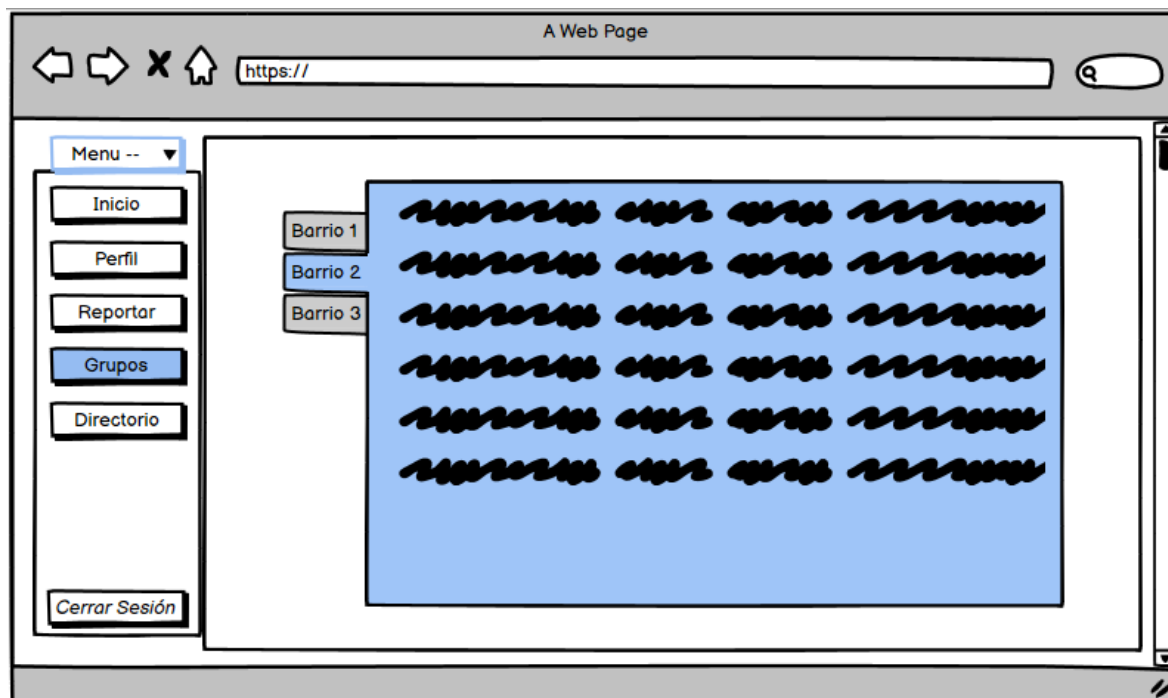 A Web Page
https://
Menu --
Inicio
Perfil
Reportar
Grupos
Directorio
Cerrar Sesión
Barrio 1
Barrio 2
Barrio 3